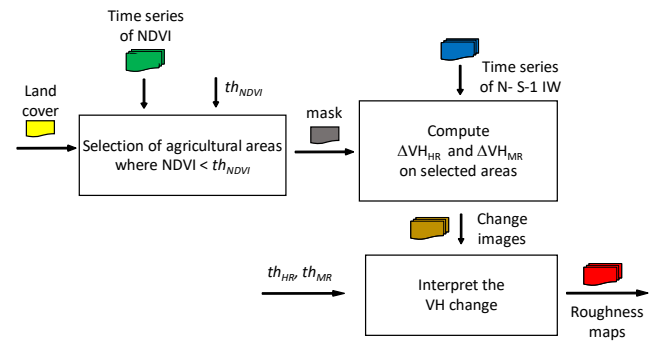 Time series
of NDVI
th_NDVI
Land
cover
Selection of agricultural areas
where NDVI < th_NDVI
mask
Time series
of N- S-1 IW
Compute
ΔVH_HR and ΔVH_MR
on selected areas
Change
images
th_HR, th_MR
Interpret the
VH change
Roughness
maps